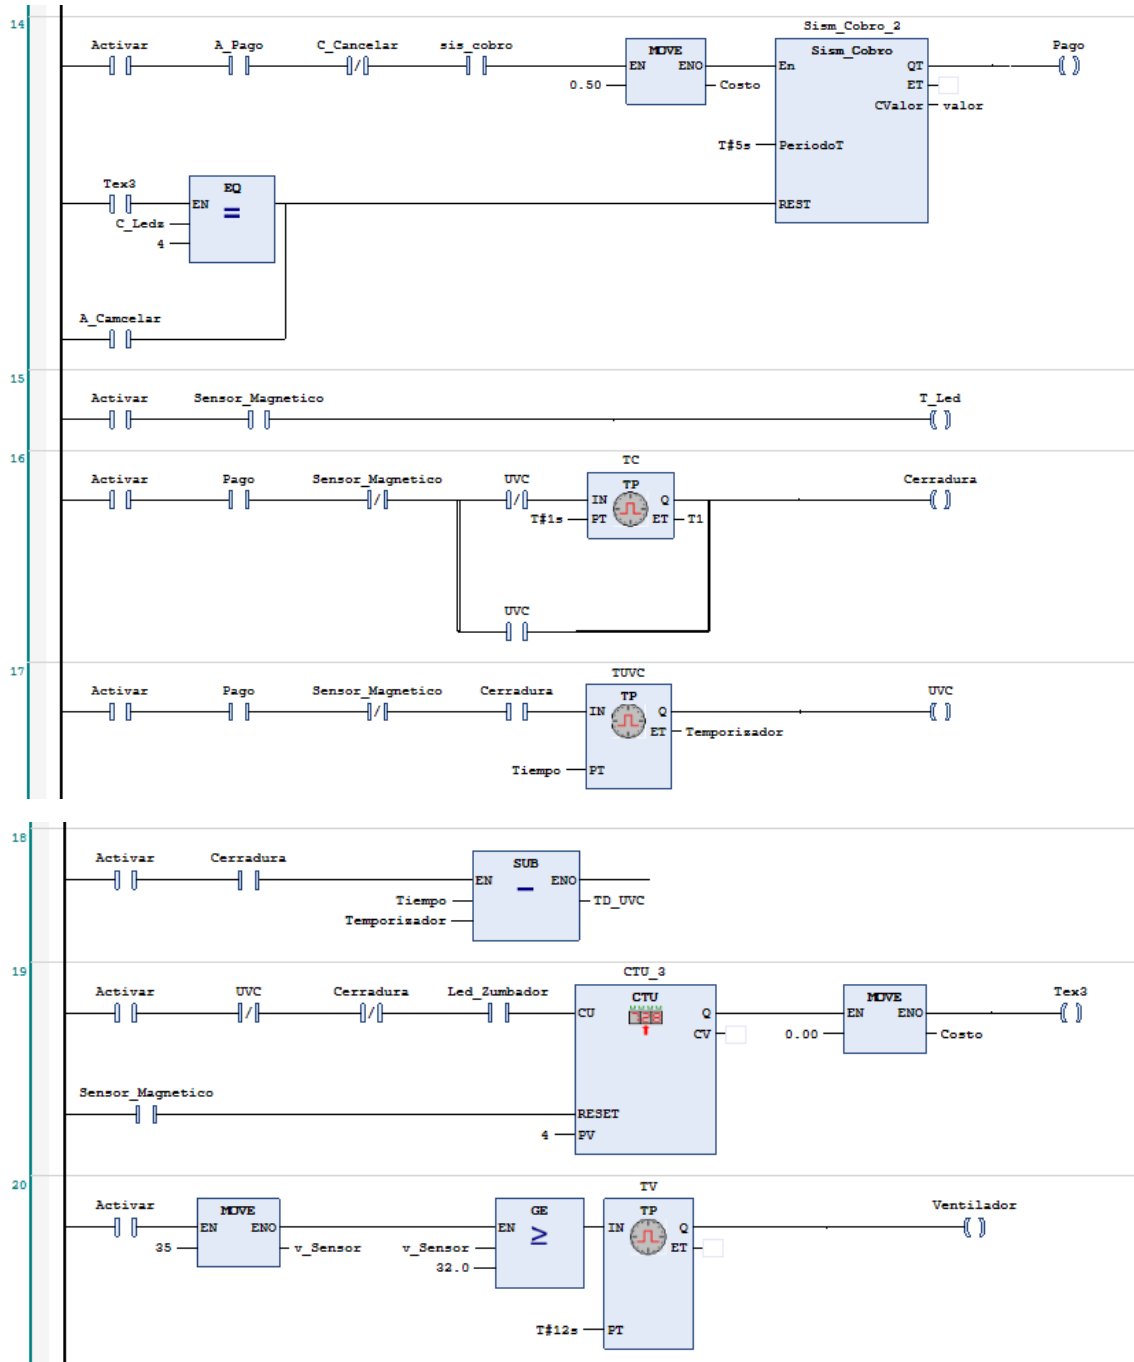 14
Sism_Cobro_2
Activar A_Pago C_Cancelar sis_cobro MOVE Sism_Cobro Pago
EN ENO En QT
0.50 Costo ET
CValor valor
T#5s PeriodoT
Tex3 EQ
EN = REST
C_Leds
4
A_Camcelar
15
Activar Sensor_Magnetico T_Led
16
TC
Activar Pago Sensor_Magnetico UVC TP Cerradura
IN Q
T#1s PT ET T1
UVC
17
TUVC
Activar Pago Sensor_Magnetico Cerradura TP UVC
IN Q
ET Temporizador
Tiempo PT
18
Activar Cerradura SUB
EN — ENO
Tiempo TD_UVC
Temporizador
19
CTU_3
Activar UVC Cerradura Led_Zumbador CTU MOVE Tex3
CU Q EN ENO
CV 0.00 Costo
Sensor_Magnetico
RESET
4 PV
20
TV
Activar MOVE GE TP Ventilador
EN ENO EN ≥ IN Q
35 v_Sensor v_Sensor ET
32.0
T#12s PT